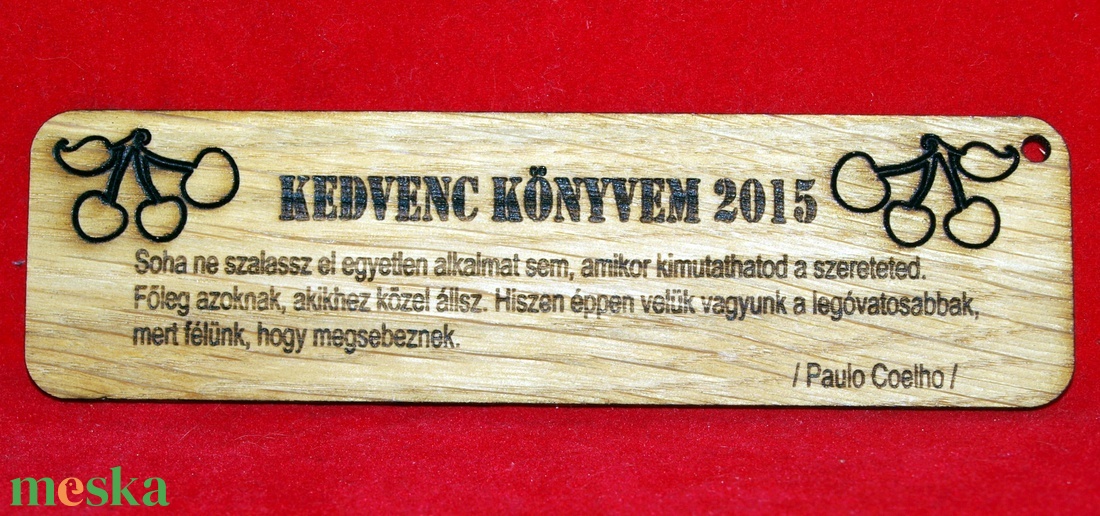 KEDVENC KÖNYVEM 2015
Soha ne szalassz el egyetlen alkalmat sem, amikor kimutathatod a szereteted.
Főleg azoknak, akikhez közel állsz. Hiszen éppen velük vagyunk a legóvatosabbak,
mert félünk, hogy megsebeznek.
/ Paulo Coelho /
meska